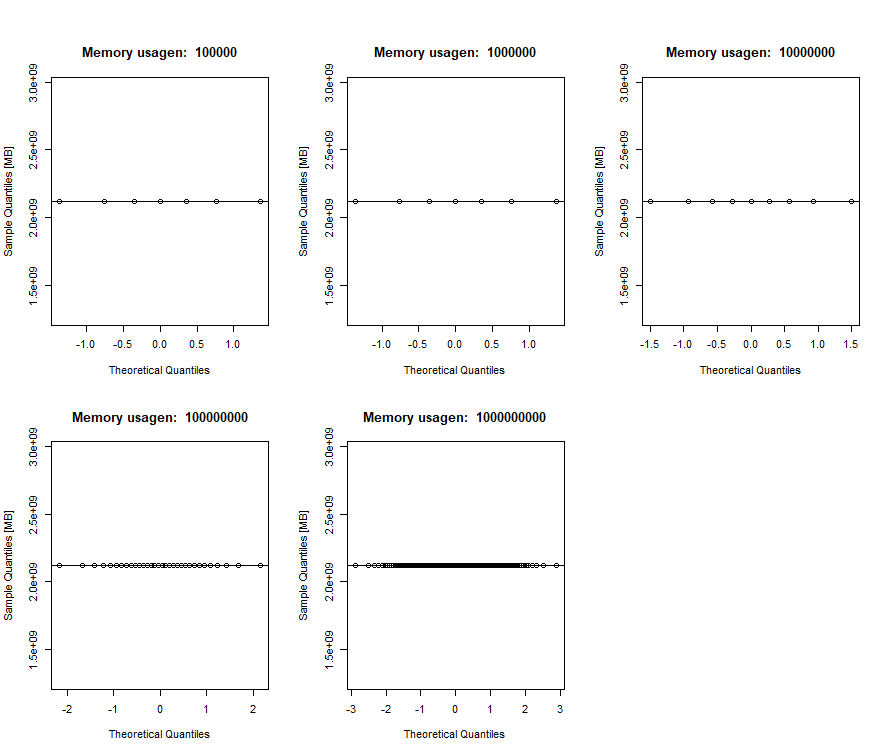 Memory usagen: 100000
Memory usagen: 1000000
Memory usagen: 10000000
Sample Quantiles [MB]
1.5e+09 2.0e+09 2.5e+09 3.0e+09
-1.0 -0.5 0.0 0.5 1.0
Theoretical Quantiles
Sample Quantiles [MB]
1.5e+09 2.0e+09 2.5e+09 3.0e+09
-1.0 -0.5 0.0 0.5 1.0
Theoretical Quantiles
Sample Quantiles [MB]
1.5e+09 2.0e+09 2.5e+09 3.0e+09
-1.5 -1.0 -0.5 0.0 0.5 1.0 1.5
Theoretical Quantiles
Memory usagen: 100000000
Memory usagen: 1000000000
Sample Quantiles [MB]
1.5e+09 2.0e+09 2.5e+09 3.0e+09
-2 -1 0 1 2
Theoretical Quantiles
Sample Quantiles [MB]
1.5e+09 2.0e+09 2.5e+09 3.0e+09
-3 -2 -1 0 1 2 3
Theoretical Quantiles